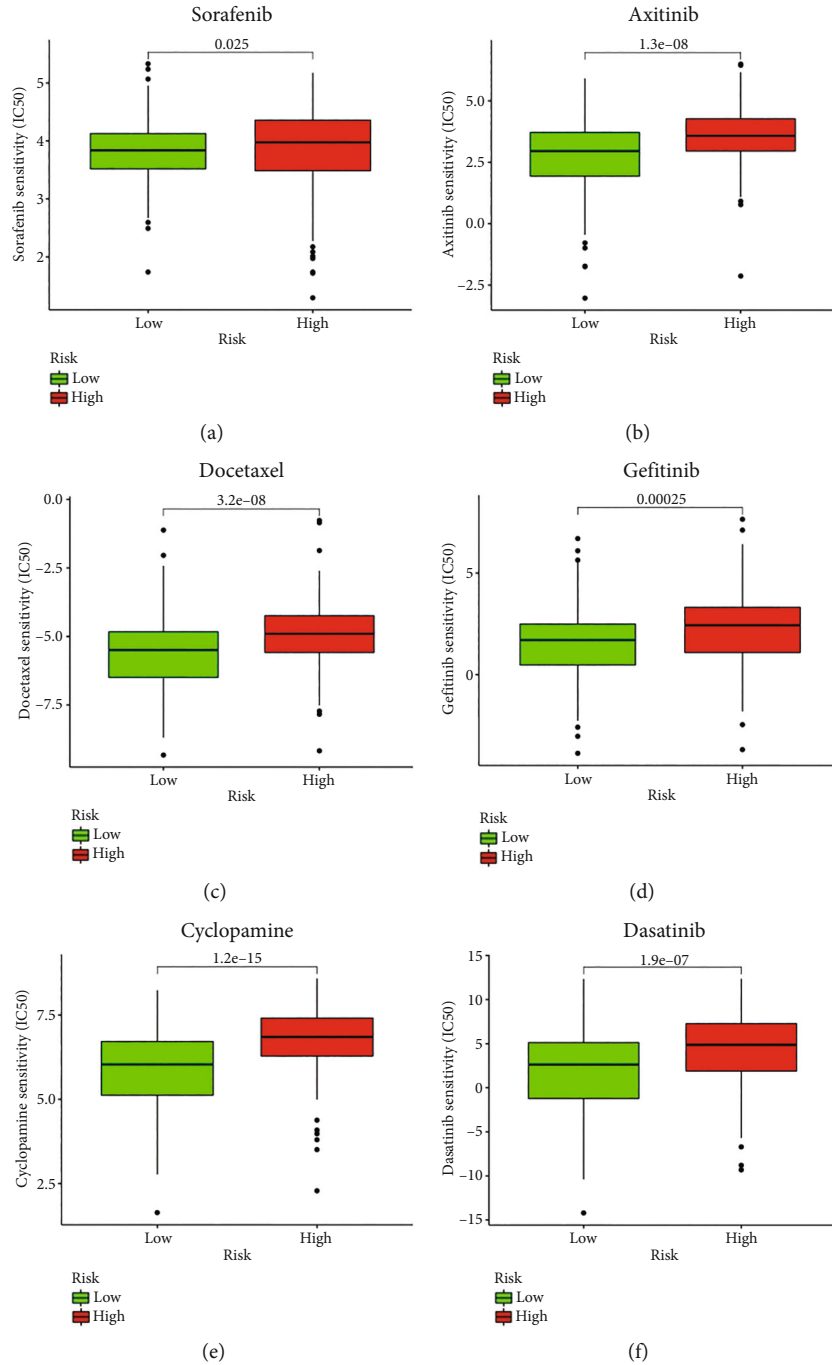 Sorafenib
0.025
5
4
3
2
Sorafenib sensitivity (IC50)
Low
High
Risk
Risk
Low
High
(a)
Axitinib
1.3e–08
5.0
2.5
0.0
–2.5
Axitinib sensitivity (IC50)
Low
High
Risk
Risk
Low
High
(b)
Docetaxel
3.2e–08
0.0
–2.5
–5.0
–7.5
Docetaxel sensitivity (IC50)
Low
High
Risk
Risk
Low
High
(c)
Gefitinib
0.00025
5
0
Gefitinib sensitivity (IC50)
Low
High
Risk
Risk
Low
High
(d)
Cyclopamine
1.2e–15
7.5
5.0
2.5
Cyclopamine sensitivity (IC50)
Low
High
Risk
Risk
Low
High
(e)
Dasatinib
1.9e–07
15
10
5
0
–5
–10
–15
Dasatinib sensitivity (IC50)
Low
High
Risk
Risk
Low
High
(f)